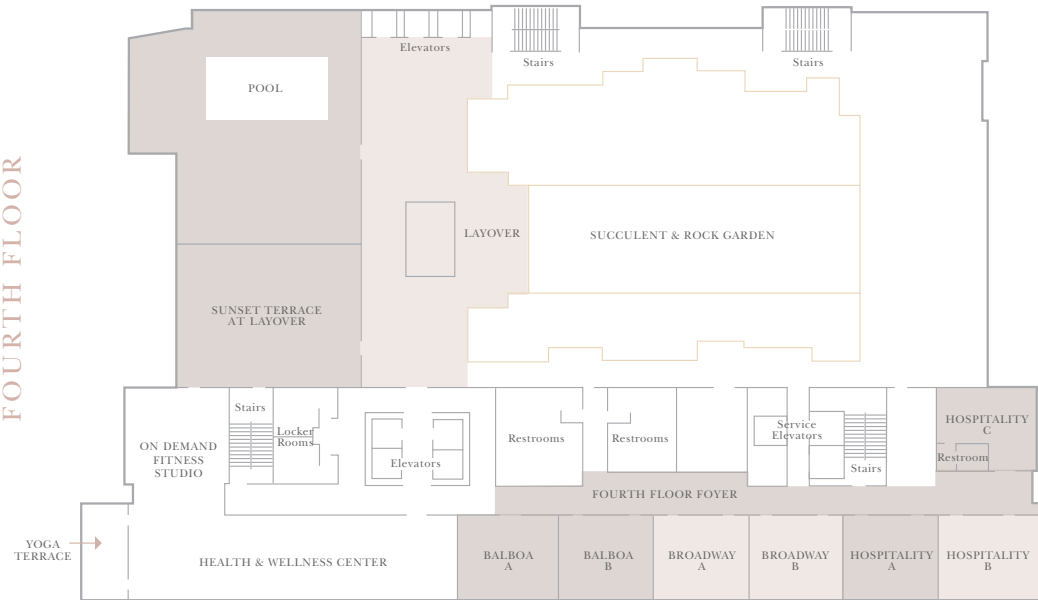 FOURTH FLOOR
Elevators
Stairs
Stairs
POOL
LAYOVER
SUCCULENT & ROCK GARDEN
SUNSET TERRACE
AT LAYOVER
Stairs
Locker
Rooms
ON DEMAND
FITNESS
STUDIO
Elevators
Restrooms
Restrooms
Service
Elevators
Stairs
HOSPITALITY
C
Restroom
FOURTH FLOOR FOYER
YOGA
TERRACE
HEALTH & WELLNESS CENTER
BALBOA
A
BALBOA
B
BROADWAY
A
BROADWAY
B
HOSPITALITY
A
HOSPITALITY
B